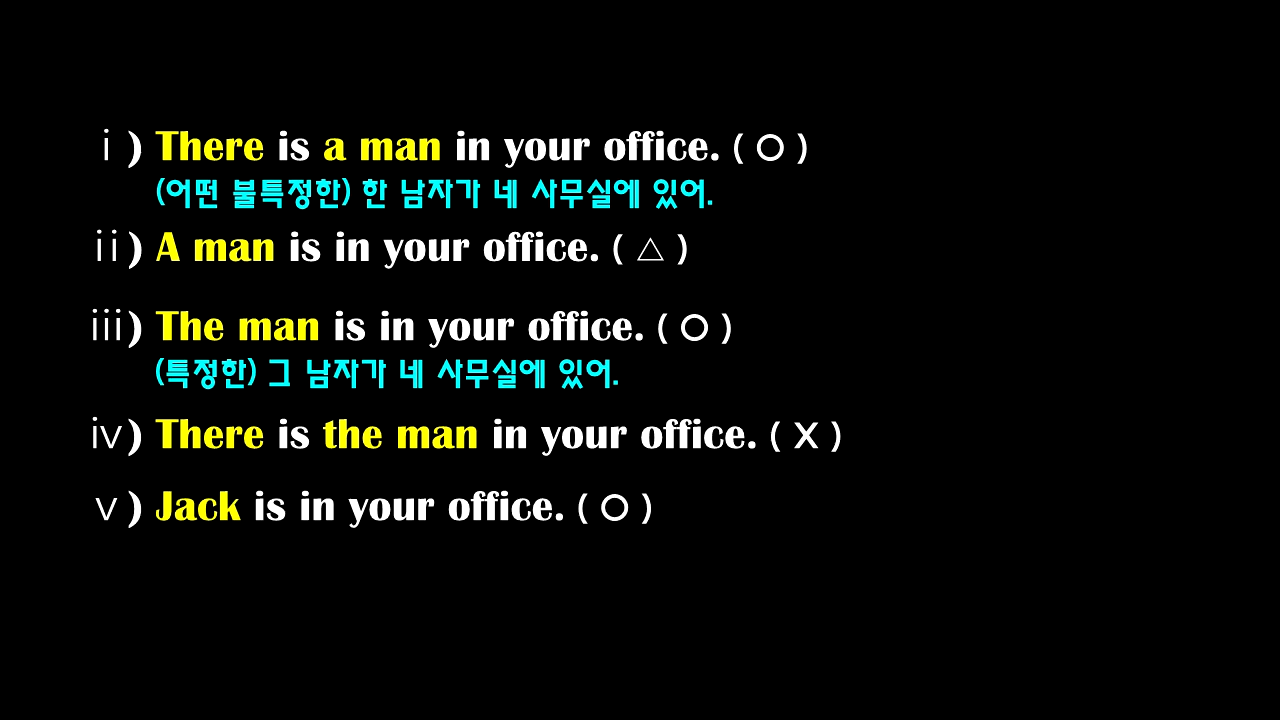 ⅰ) There is a man in your office. ( ○ )
(어떤 불특정한) 한 남자가 네 사무실에 있어.
ⅱ) A man is in your office. ( △ )
ⅲ) The man is in your office. ( ○ )
(특정한) 그 남자가 네 사무실에 있어.
ⅳ) There is the man in your office. ( X )
ⅴ) Jack is in your office. ( ○ )